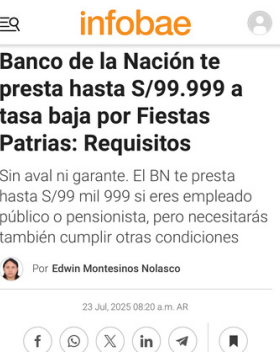 infobae
Banco de la Nación te
presta hasta S/99.999 a
tasa baja por Fiestas
Patrias: Requisitos
Sin aval ni garante. El BN te presta
hasta S/99 mil 999 si eres empleado
público o pensionista, pero necesitarás
también cumplir otras condiciones
Por Edwin Montesinos Nolasco
23 Jul, 2025 08:20 a.m. AR